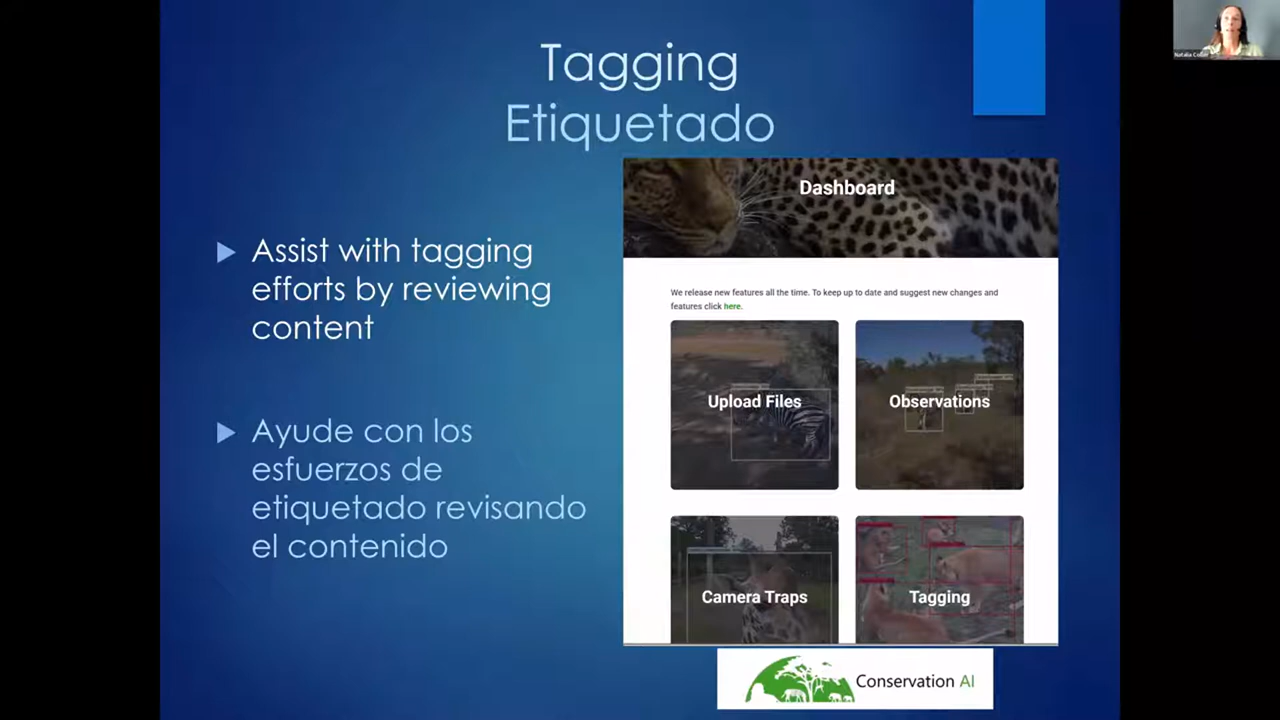 Tagging
Etiquetado
Assist with tagging
efforts by reviewing
content
Ayude con los
esfuerzos de
etiquetado revisando
el contenido
Dashboard
We release new features all the time. To keep up to date and suggest new changes and
features click here.
Upload Files
Observations
Camera Traps
Tagging
Conservation AI
Natalia